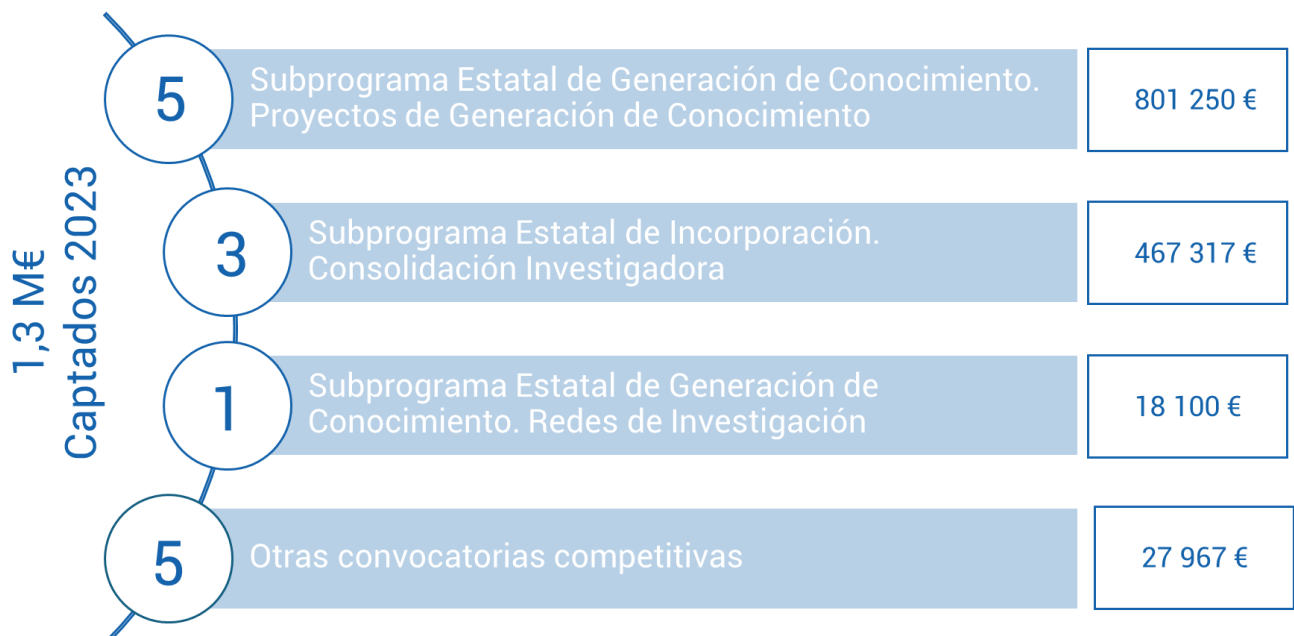 1,3 M€
Captados 2023
5
Subprograma Estatal de Generación de Conocimiento.
Proyectos de Generación de Conocimiento
801 250 €
3
Subprograma Estatal de Incorporación.
Consolidación Investigadora
467 317 €
1
Subprograma Estatal de Generación de
Conocimiento. Redes de Investigación
18 100 €
5
Otras convocatorias competitivas
27 967 €